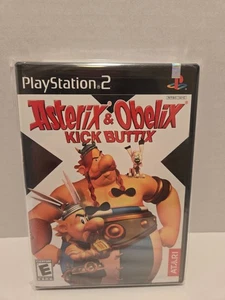 PlayStation 2
Asterix & Obelix
KICK BUTTIX
E
ATARI